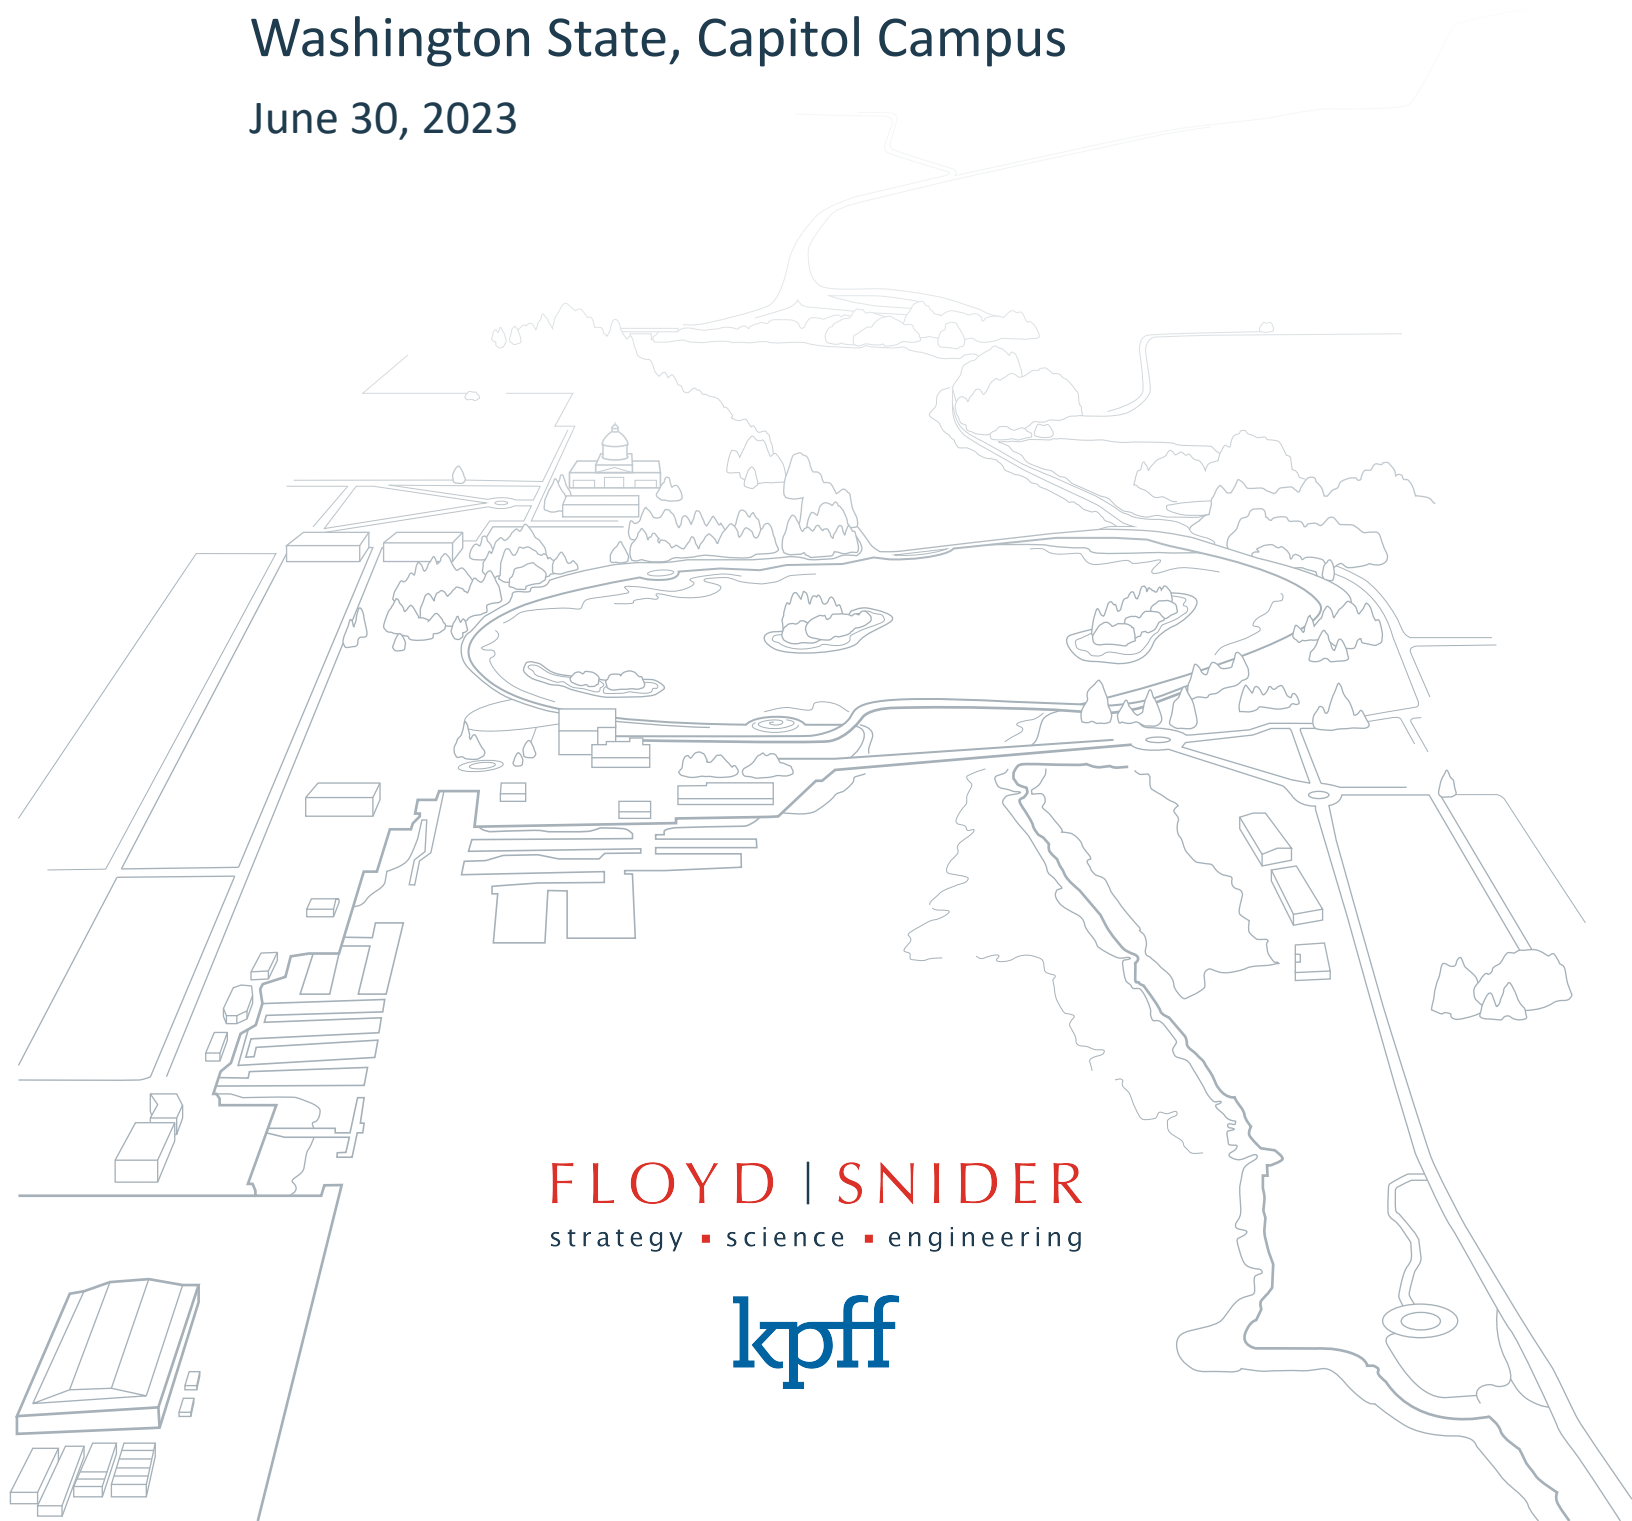 Washington State, Capitol Campus
June 30, 2023
FLOYD | SNIDER
strategy ▪ science ▪ engineering
kpff